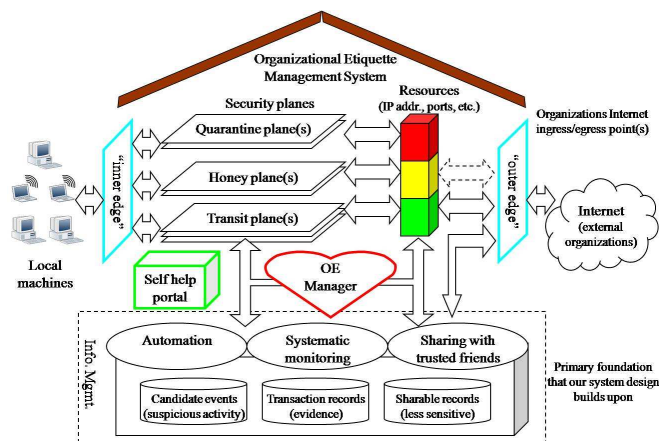 Organizational Etiquette
Management System
Security planes
Resources
(IP addr., ports, etc.)
Organizations Internet
ingress/egress point(s)
Quarantine plane(s)
Honey plane(s)
Transit plane(s)
"inner edge"
"outer edge"
Local
machines
Internet
(external
organizations)
Self help
portal
OE
Manager
Info. Mgmt.
Automation
Systematic
monitoring
Sharing with
trusted friends
Candidate events
(suspicious activity)
Transaction records
(evidence)
Sharable records
(less sensitive)
Primary foundation
that our system design
builds upon